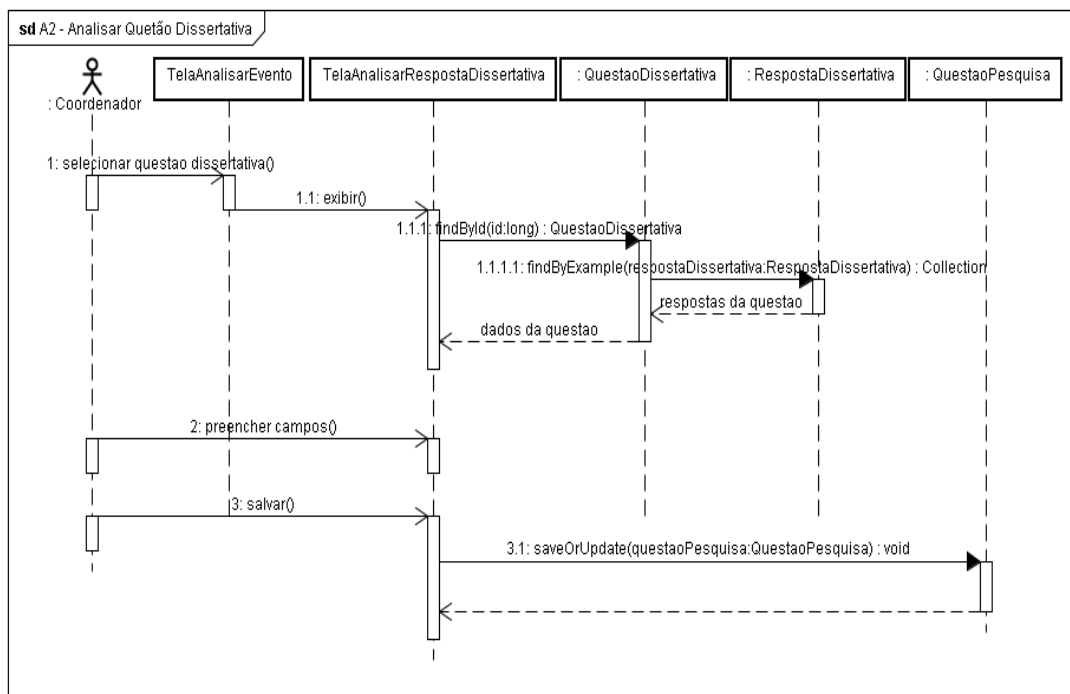 sd A2 - Analisar Quetão Dissertativa
: Coordenador
TelaAnalisarEvento
TelaAnalisarRespostaDissertativa
: QuestaoDissertativa
: RespostaDissertativa
: QuestaoPesquisa
1: selecionar questao dissertativa()
1.1: exibir()
1.1.1: findById(id:long) : QuestaoDissertativa
1.1.1.1: findByExample(respostaDissertativa:RespostaDissertativa) : Collection
respostas da questao
dados da questao
2: preencher campos()
3: salvar()
3.1: saveOrUpdate(questaoPesquisa:QuestaoPesquisa) : void